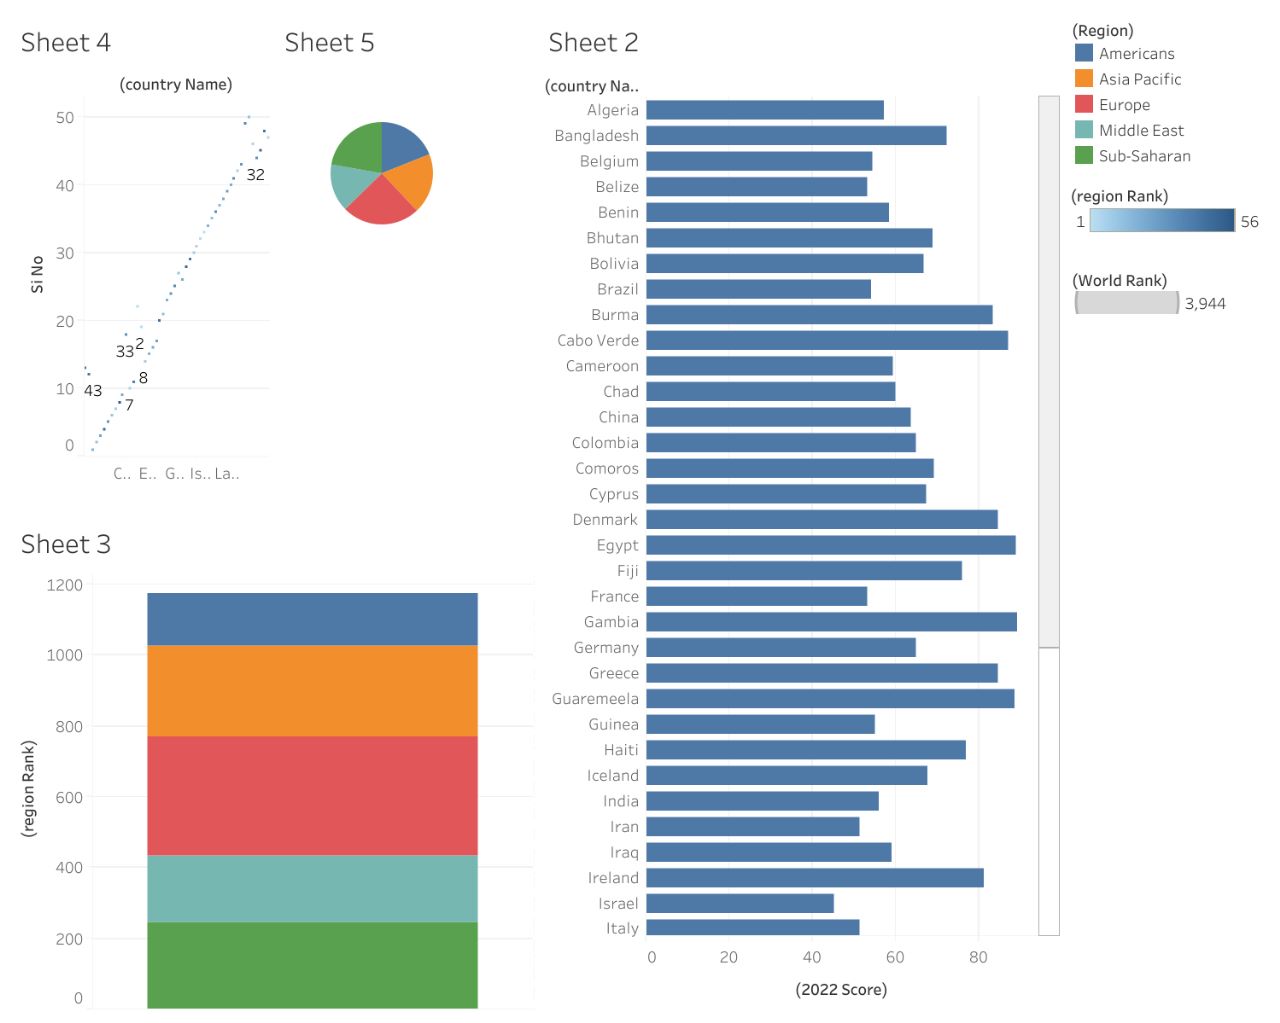 Sheet 4
(country Name)
50
40
30
20
10
0
Si No
32
33
2
43
8
7
C.. E.. G.. Is.. La..
Sheet 5
Sheet 3
1200
1000
800
600
400
200
0
(region Rank)
Sheet 2
(country Na..
Algeria
Bangladesh
Belgium
Belize
Benin
Bhutan
Bolivia
Brazil
Burma
Cabo Verde
Cameroon
Chad
China
Colombia
Comoros
Cyprus
Denmark
Egypt
Fiji
France
Gambia
Germany
Greece
Guaremeela
Guinea
Haiti
Iceland
India
Iran
Iraq
Ireland
Israel
Italy
0 20 40 60 80
(2022 Score)
(Region)
Americans
Asia Pacific
Europe
Middle East
Sub-Saharan
(region Rank)
1 56
(World Rank)
3,944